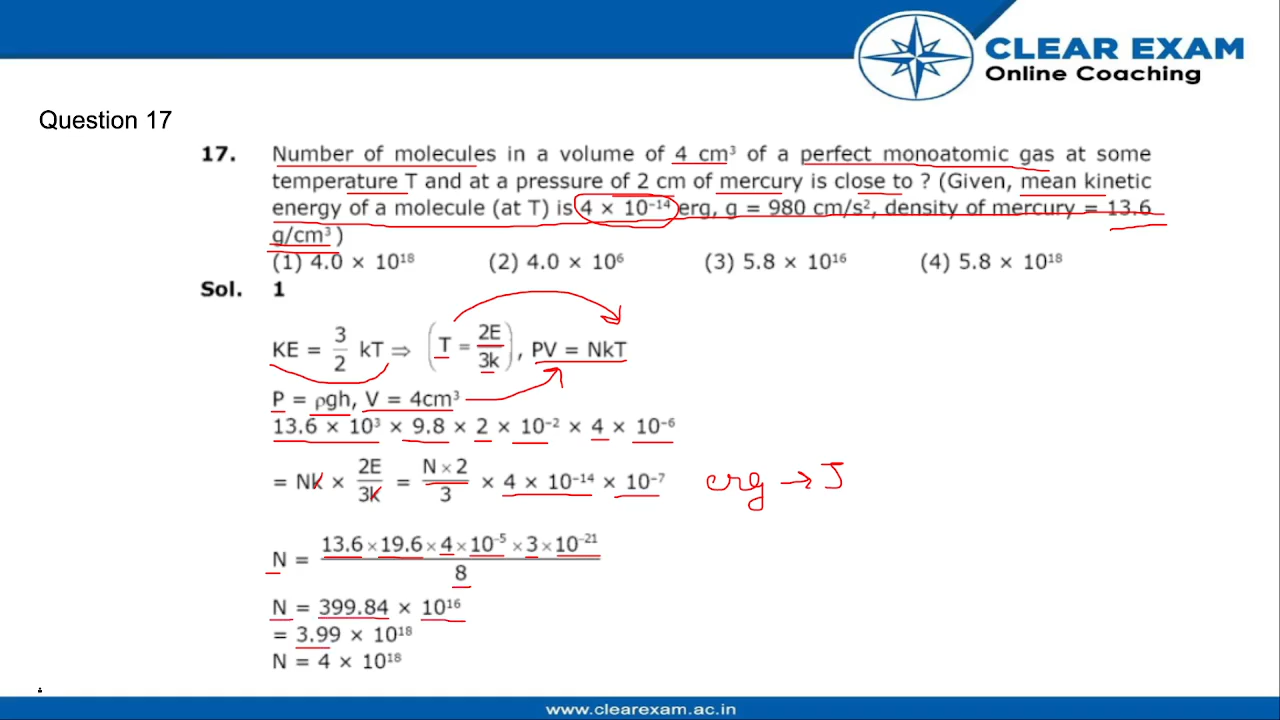 CLEAR EXAM
Online Coaching
Question 17
17. Number of molecules in a volume of 4 cm³ of a perfect monoatomic gas at some
temperature T and at a pressure of 2 cm of mercury is close to ? (Given, mean kinetic
energy of a molecule (at T) is 4 × 10⁻¹⁴ erg, g = 980 cm/s², density of mercury = 13.6
g/cm³)
(1) 4.0 × 10¹⁸ (2) 4.0 × 10⁶ (3) 5.8 × 10¹⁶ (4) 5.8 × 10¹⁸
Sol. 1
KE = 3/2 kT ⇒ (T = 2E/3k), PV = NkT
P = ρgh, V = 4cm³
13.6 × 10³ × 9.8 × 2 × 10⁻² × 4 × 10⁻⁶
= Nk × 2E/3k = N × 2/3 × 4 × 10⁻¹⁴ × 10⁻⁷ erg → J
N = 13.6 × 19.6 × 4 × 10⁻⁵ × 3 × 10⁻²¹/8
N = 399.84 × 10¹⁶
= 3.99 × 10¹⁸
N = 4 × 10¹⁸
www.clearexam.ac.in